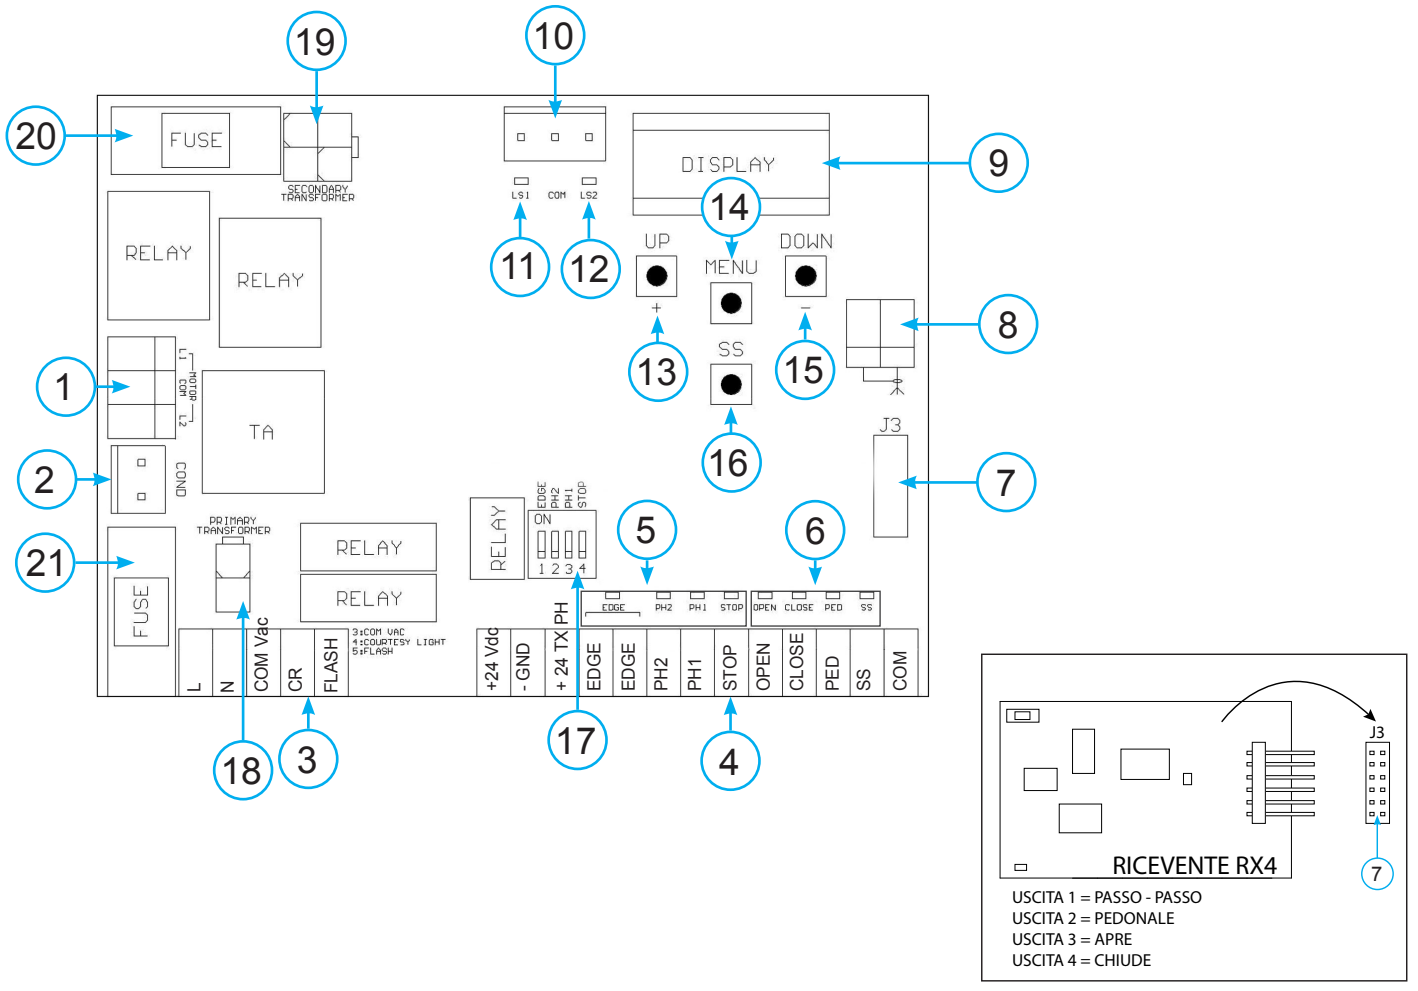 19
10
20
FUSE
SECONDARY
TRANSFORMER
LS1 COM LS2
DISPLAY
9
14
11
12
UP
MENU
DOWN
+
-
RELAY
RELAY
8
13
SS
15
1
L1
MOTOR
COM
L2
TA
J3
16
2
COND
7
PRIMARY
TRANSFORMER
RELAY
EDGE
PH2
PH1
STOP
ON
1 2 3 4
5
6
21
FUSE
RELAY
RELAY
EDGE PH2 PH1 STOP OPEN CLOSE PED SS
3:COM VAC
4:COURTESY LIGHT
5:FLASH
L
N
COM Vac
CR
FLASH
+24 Vdc
- GND
+ 24 TX PH
EDGE
EDGE
PH2
PH1
STOP
OPEN
CLOSE
PED
SS
COM
18
3
17
4
J3
RICEVENTE RX4
7
USCITA 1 = PASSO - PASSO
USCITA 2 = PEDONALE
USCITA 3 = APRE
USCITA 4 = CHIUDE